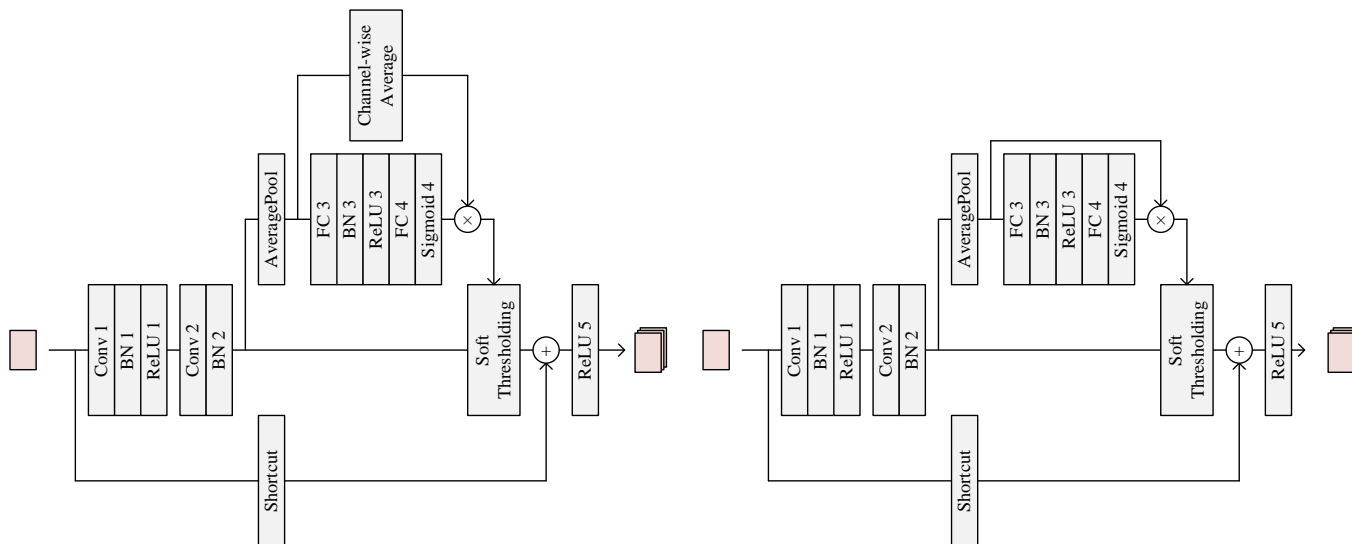 Channel-wise
Average
AveragePool
FC 3
BN 3
ReLU 3
FC 4
Sigmoid 4
×
Conv 1
BN 1
ReLU 1
Conv 2
BN 2
Soft
Thresholding
+
ReLU 5
Shortcut
AveragePool
FC 3
BN 3
ReLU 3
FC 4
Sigmoid 4
×
Conv 1
BN 1
ReLU 1
Conv 2
BN 2
Soft
Thresholding
+
ReLU 5
Shortcut